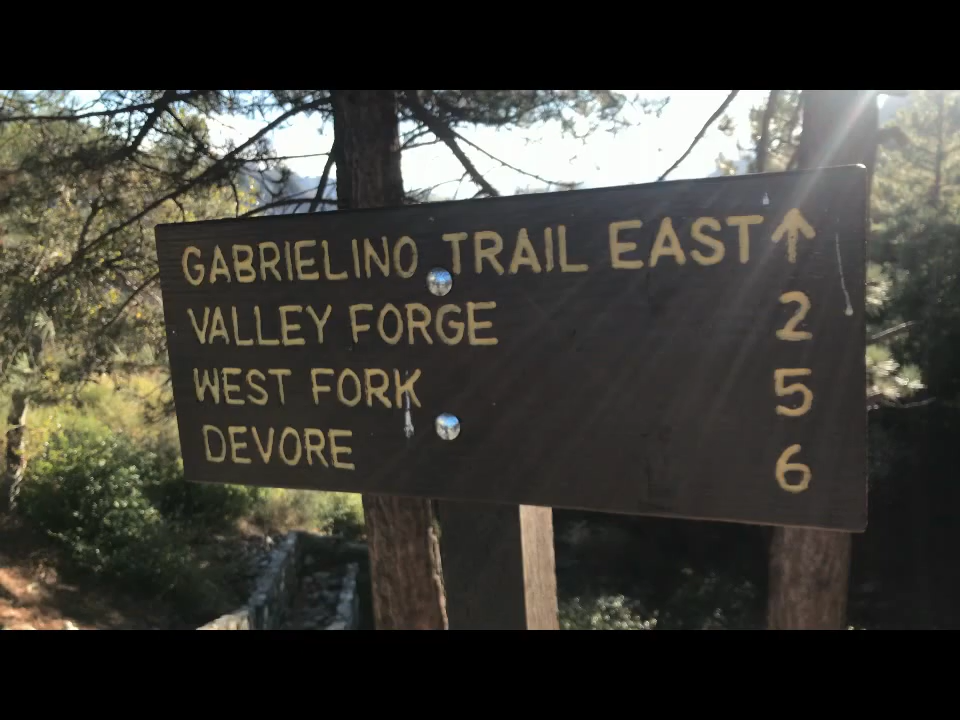 GABRIELINO TRAIL EAST ↑
VALLEY FORGE 2
WEST FORK 5
DEVORE 6